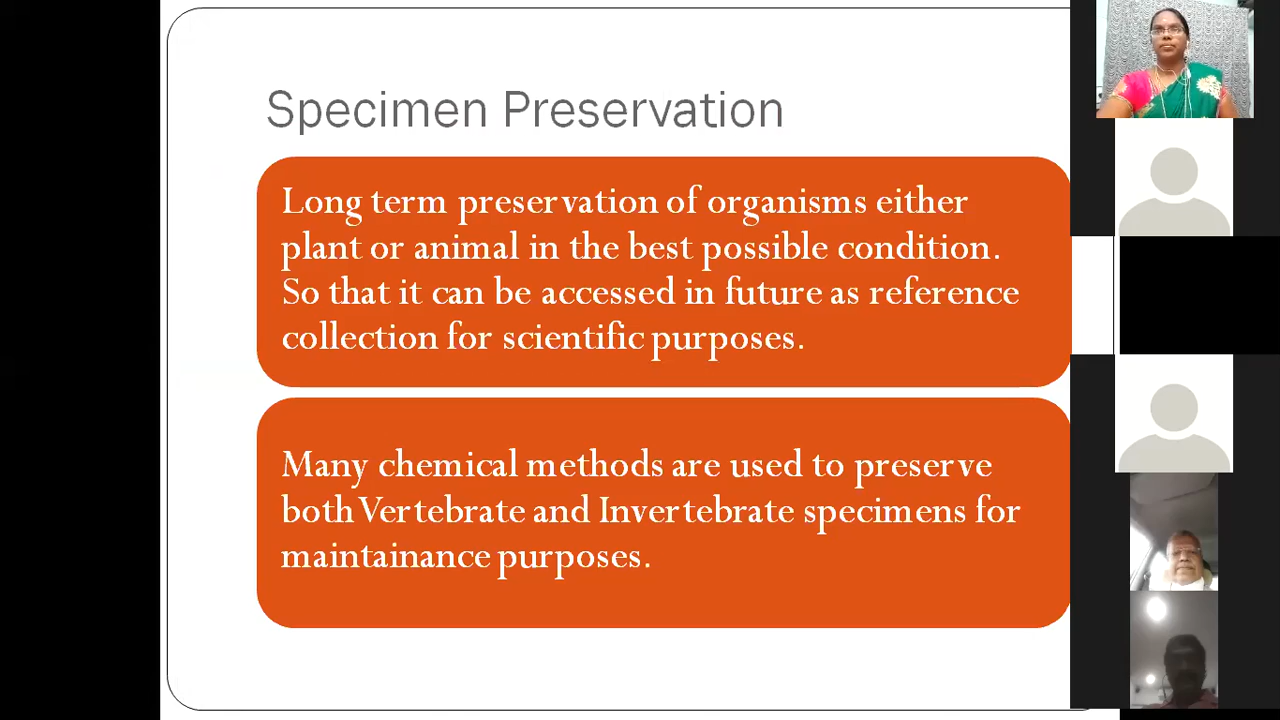 Specimen Preservation
Long term preservation of organisms either
plant or animal in the best possible condition.
So that it can be accessed in future as reference
collection for scientific purposes.
Many chemical methods are used to preserve
both Vertebrate and Invertebrate specimens for
maintainance purposes.